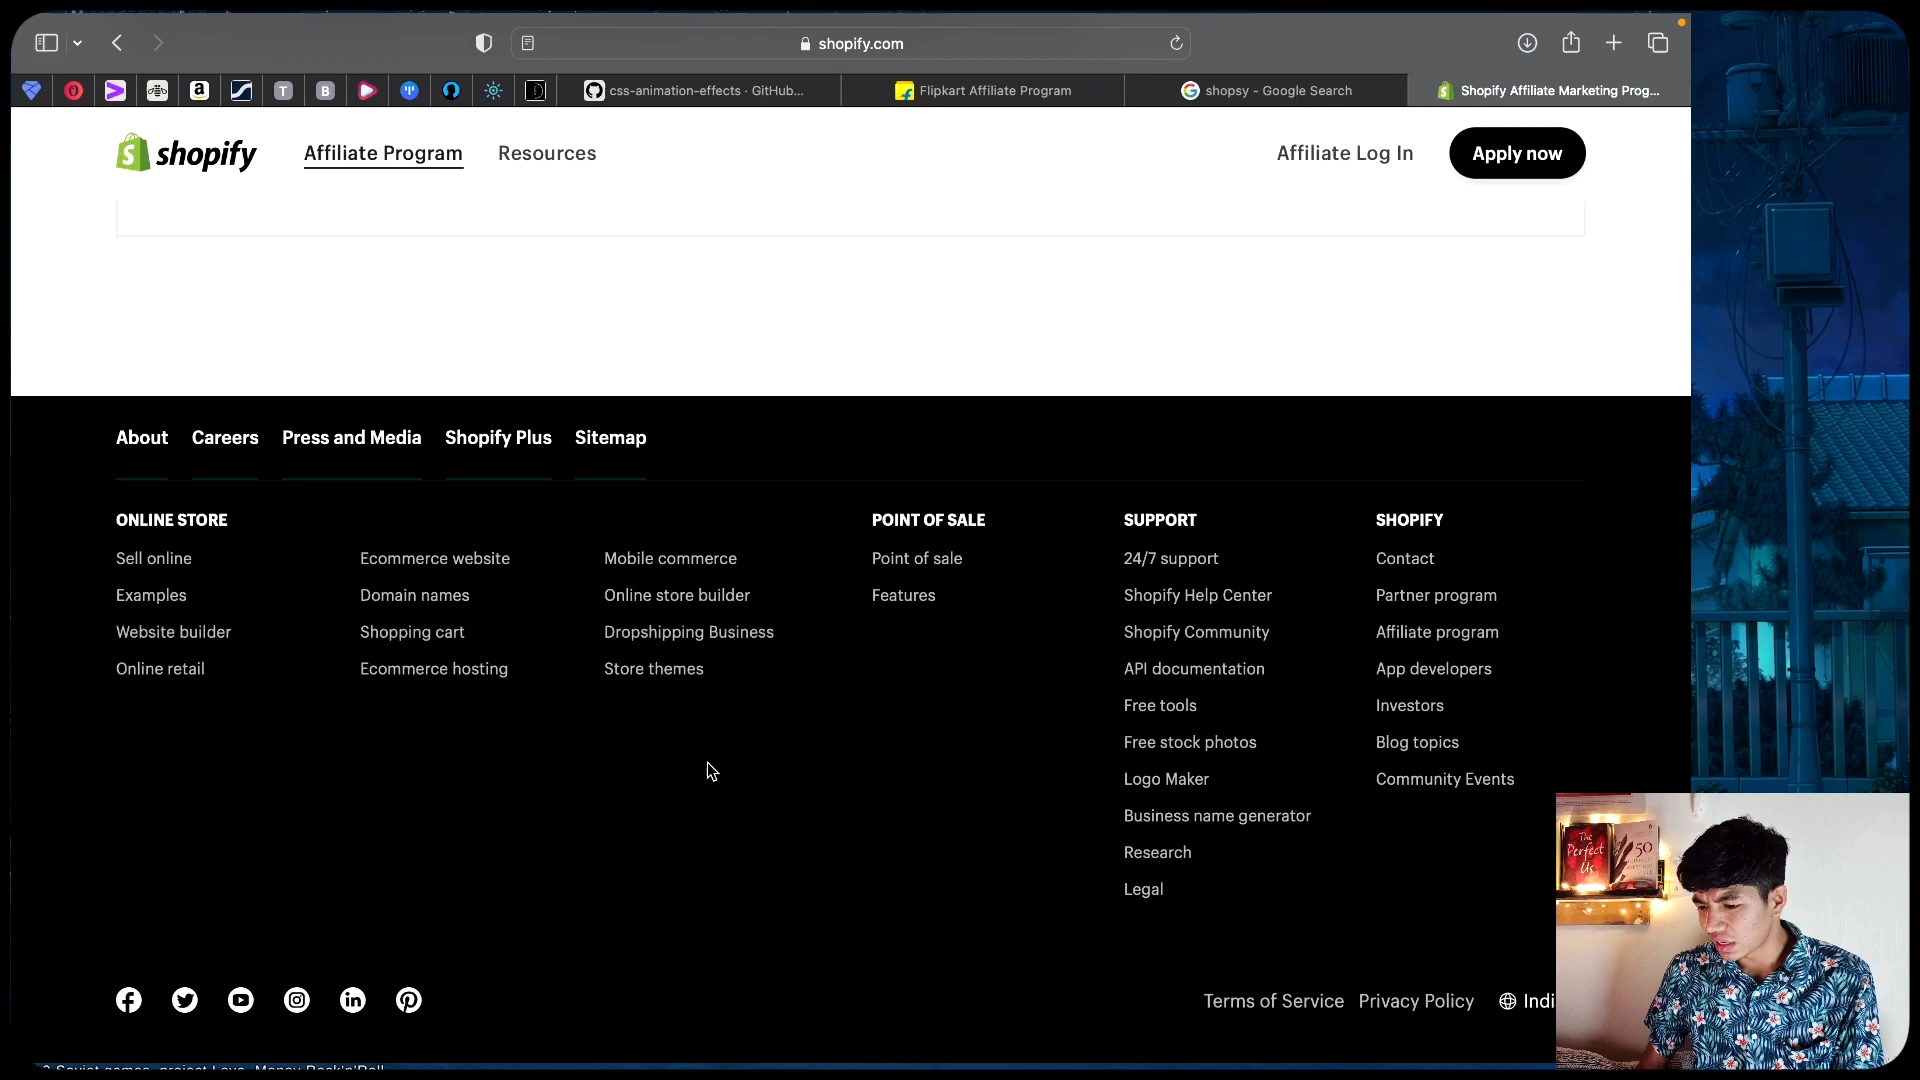 shopify.com
css-animation-effects · GitHub...
Flipkart Affiliate Program
shopsy - Google Search
Shopify Affiliate Marketing Prog...
shopify
Affiliate Program
Resources
Affiliate Log In
Apply now
About
Careers
Press and Media
Shopify Plus
Sitemap
ONLINE STORE
Sell online
Examples
Website builder
Online retail
Ecommerce website
Domain names
Shopping cart
Ecommerce hosting
Mobile commerce
Online store builder
Dropshipping Business
Store themes
POINT OF SALE
Point of sale
Features
SUPPORT
24/7 support
Shopify Help Center
Shopify Community
API documentation
Free tools
Free stock photos
Logo Maker
Business name generator
Research
Legal
SHOPIFY
Contact
Partner program
Affiliate program
App developers
Investors
Blog topics
Community Events
The
Perfect
Us
50
Terms of Service
Privacy Policy
Indi